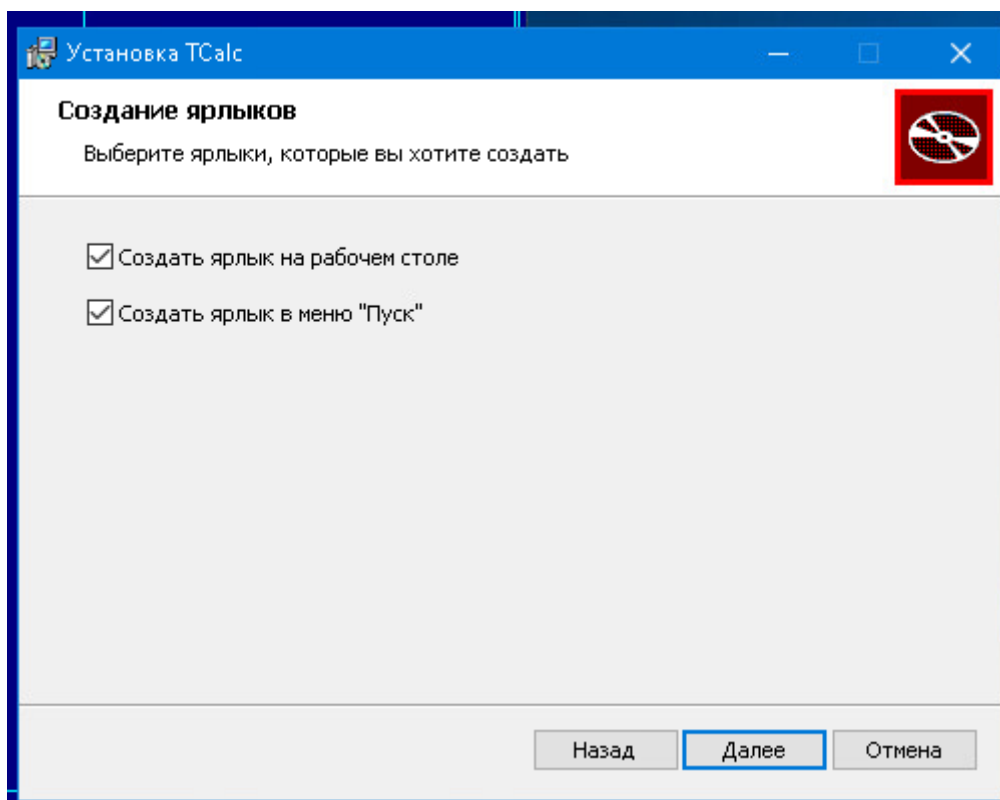 Установка TCalc
Создание ярлыков
Выберите ярлыки, которые вы хотите создать
Создать ярлык на рабочем столе
Создать ярлык в меню "Пуск"
Назад Далее Отмена